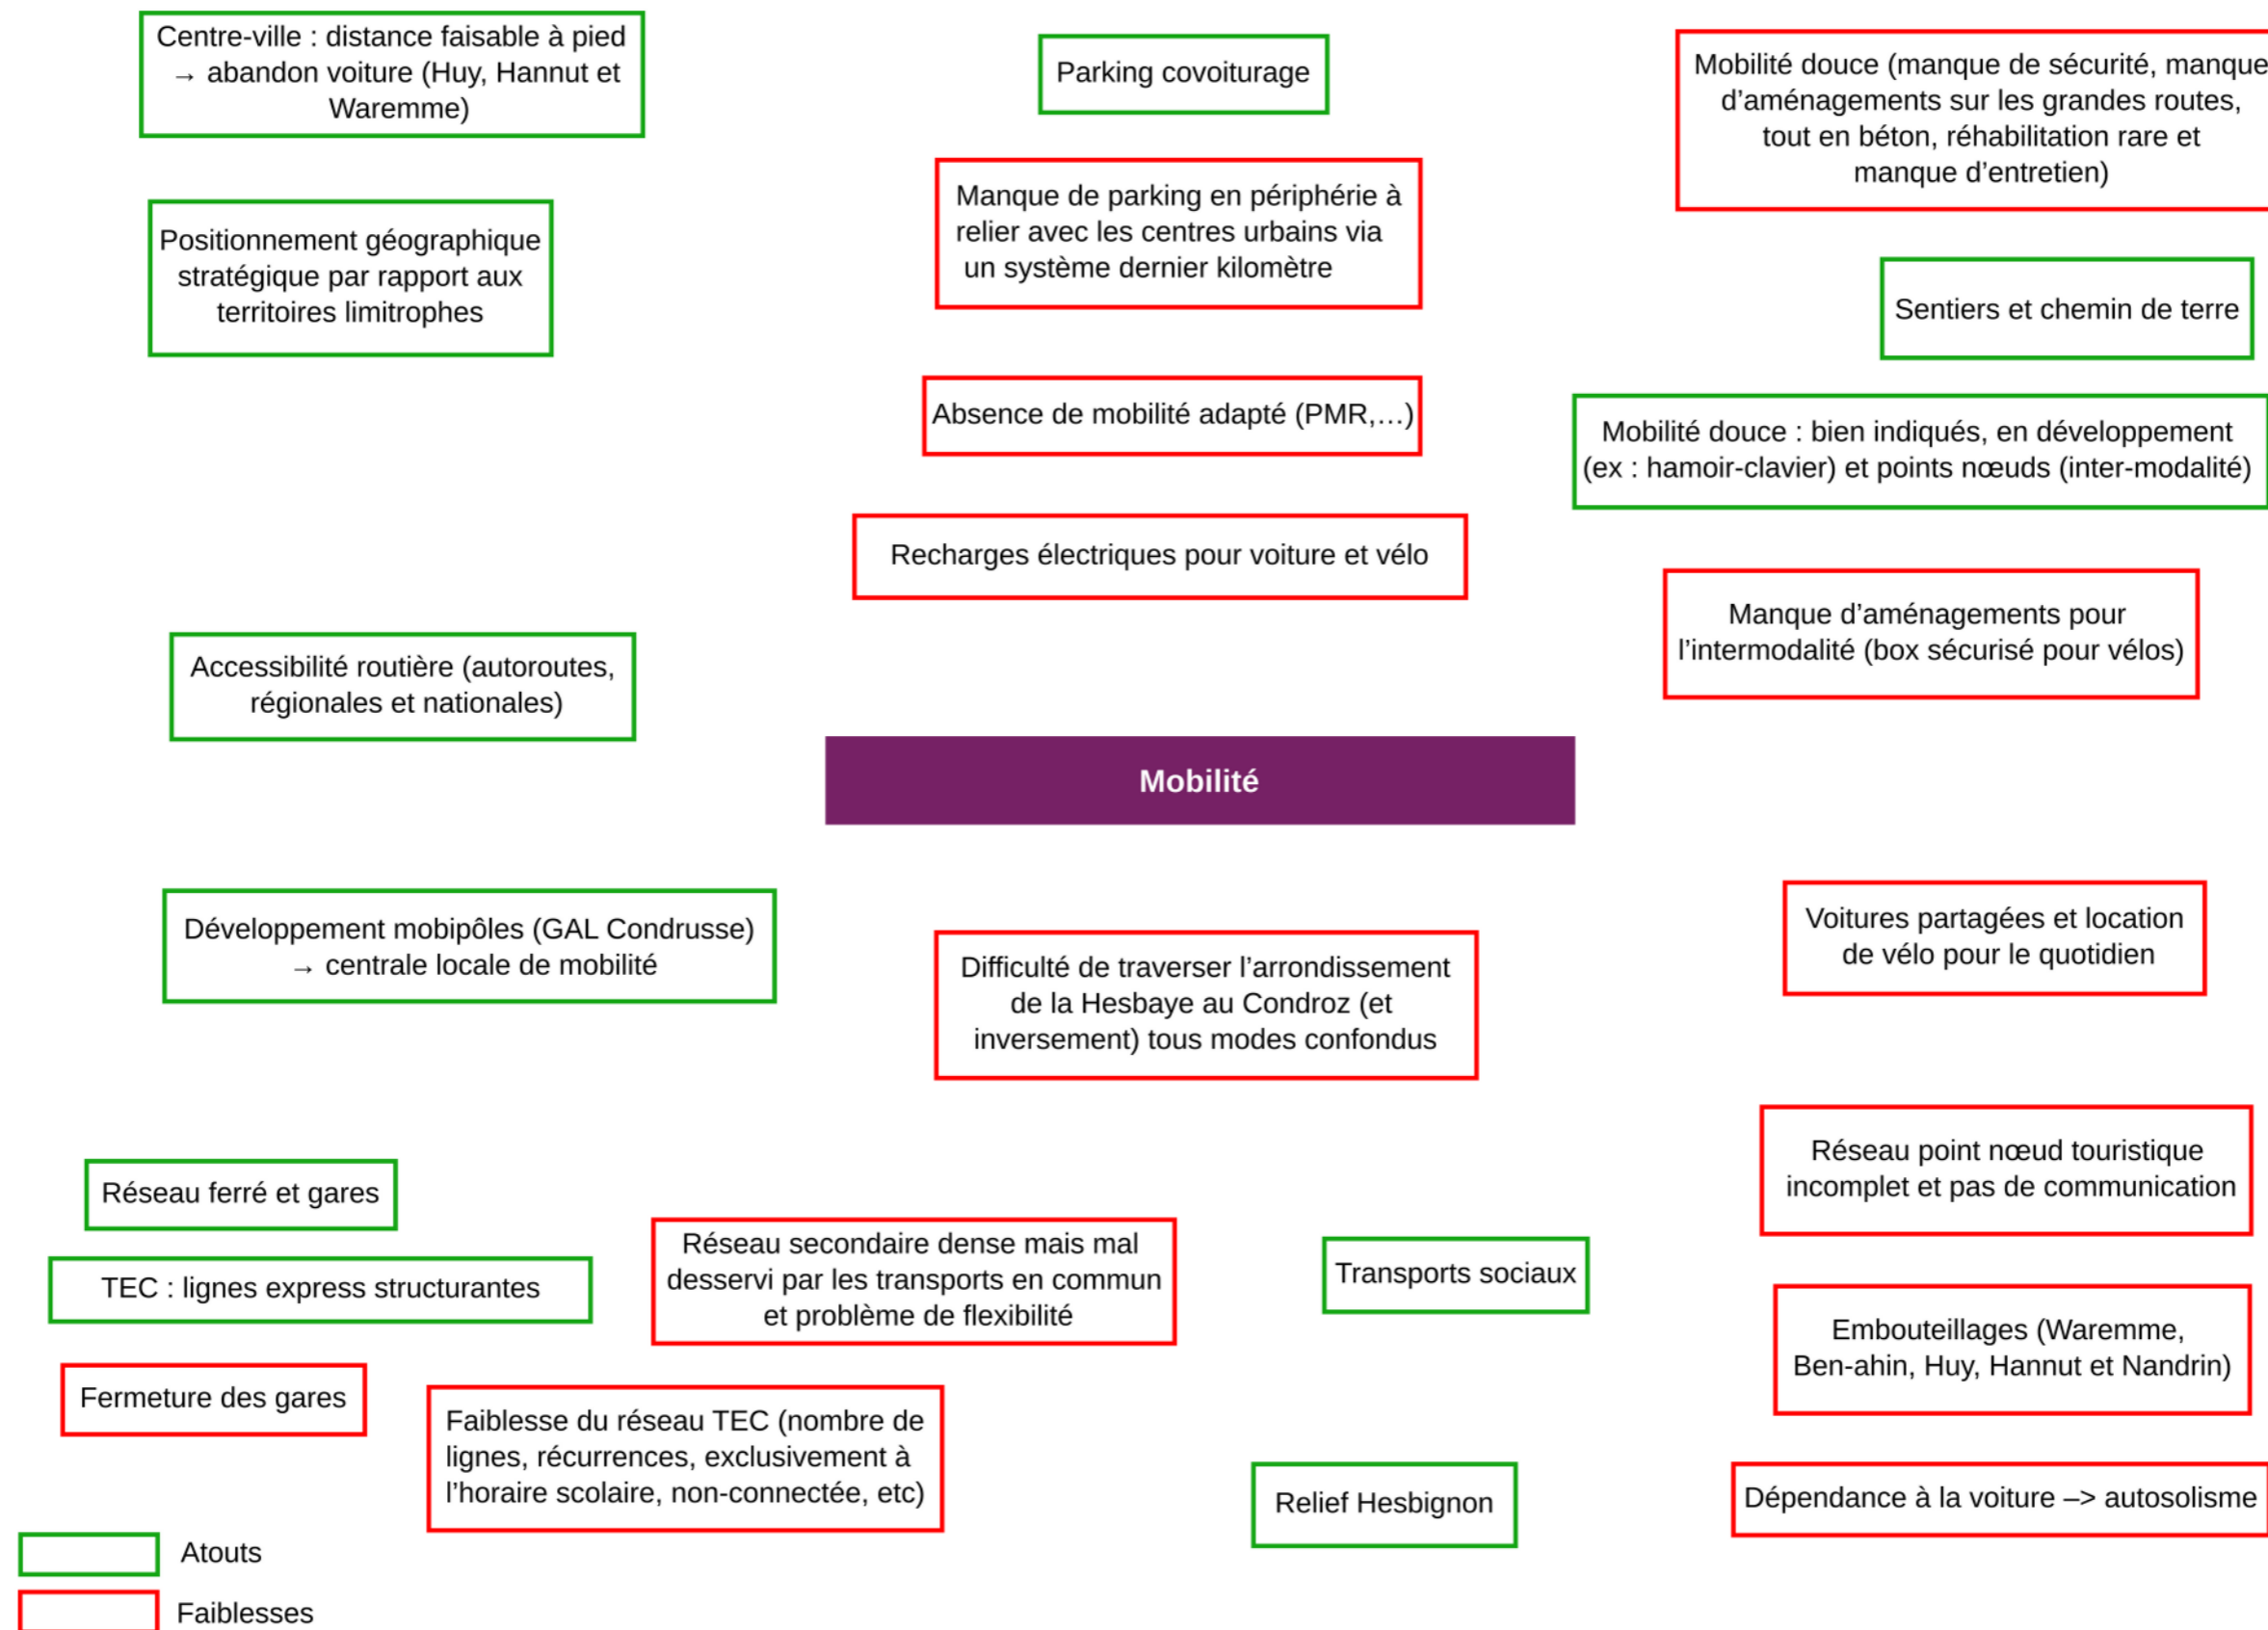 Centre-ville : distance faisable à pied
→ abandon voiture (Huy, Hannut et
Waremme)
Positionnement géographique
stratégique par rapport aux
territoires limitrophes
Accessibilité routière (autoroutes,
régionales et nationales)
Développement mobipôles (GAL Condrusse)
→ centrale locale de mobilité
Réseau ferré et gares
TEC : lignes express structurantes
Fermeture des gares
Parking covoiturage
Manque de parking en périphérie à
relier avec les centres urbains via
un système dernier kilomètre
Absence de mobilité adapté (PMR,…)
Recharges électriques pour voiture et vélo
Mobilité
Difficulté de traverser l’arrondissement
de la Hesbaye au Condroz (et
inversement) tous modes confondus
Réseau secondaire dense mais mal
desservi par les transports en commun
et problème de flexibilité
Faiblesse du réseau TEC (nombre de
lignes, récurrences, exclusivement à
l’horaire scolaire, non-connectée, etc)
Transports sociaux
Relief Hesbignon
Mobilité douce (manque de sécurité, manque
d’aménagements sur les grandes routes,
tout en béton, réhabilitation rare et
manque d’entretien)
Sentiers et chemin de terre
Mobilité douce : bien indiqués, en développement
(ex : hamoir-clavier) et points nœuds (inter-modalité)
Manque d’aménagements pour
l’intermodalité (box sécurisé pour vélos)
Voitures partagées et location
de vélo pour le quotidien
Réseau point nœud touristique
incomplet et pas de communication
Embouteillages (Waremme,
Ben-ahin, Huy, Hannut et Nandrin)
Dépendance à la voiture –> autosolisme
Atouts
Faiblesses